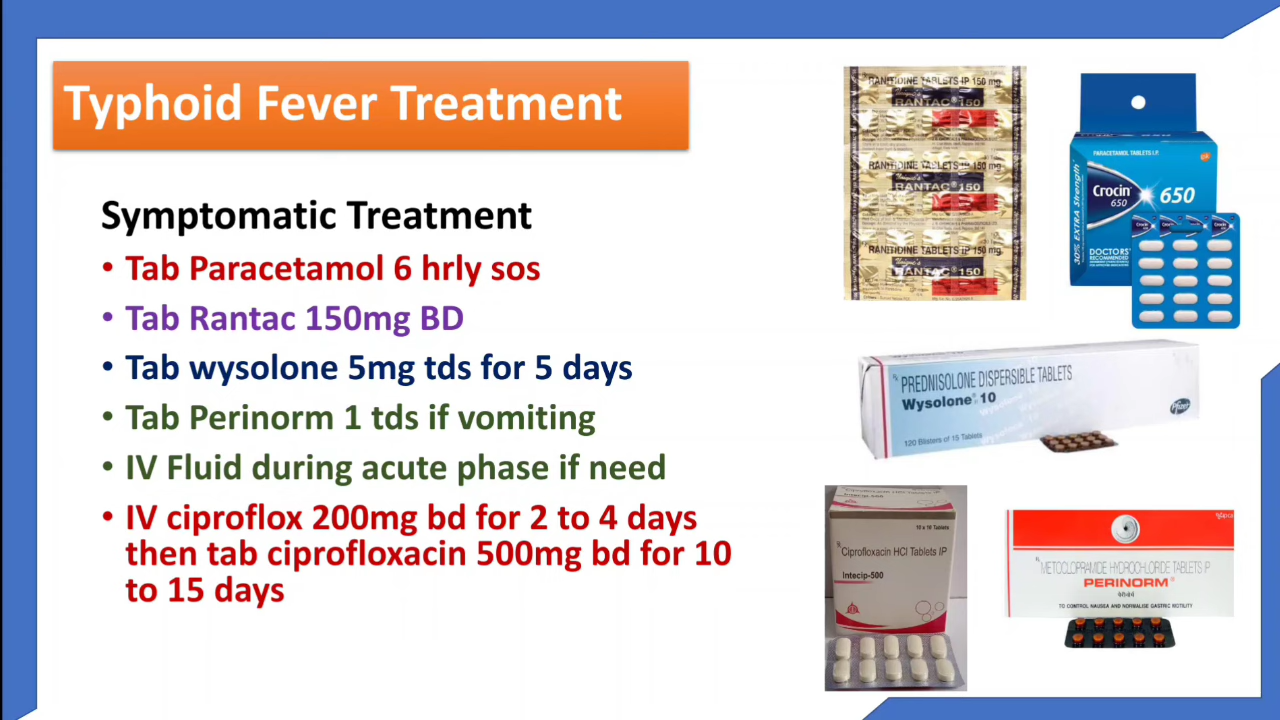 Typhoid Fever Treatment
Symptomatic Treatment
• Tab Paracetamol 6 hrly sos
• Tab Rantac 150mg BD
• Tab wysolone 5mg tds for 5 days
• Tab Perinorm 1 tds if vomiting
• IV Fluid during acute phase if need
• IV ciproflox 200mg bd for 2 to 4 days
then tab ciprofloxacin 500mg bd for 10
to 15 days
RANITIDINE TABLETS IP 150 mg
RANTAC® 150
RANITIDINE TABLETS IP 150 mg
RANTAC® 150
RANITIDINE TABLETS IP 150 mg
RANTAC® 150
PARACETAMOL TABLETS I.P.
Crocin
650
650
30% EXTRA Strength
DOCTORS'
RECOMMENDED
PREDNISOLONE DISPERSIBLE TABLETS
Wysolone® 10
Pfizer
120 Blisters of 15 Tablets
10 x 10 Tablets
Ciprofloxacin HCl Tablets IP
Intecip-500
METOCLOPRAMIDE HYDROCHLORIDE TABLETS IP
PERINORM®
TO CONTROL NAUSEA AND NORMALISE GASTRIC MOTILITY